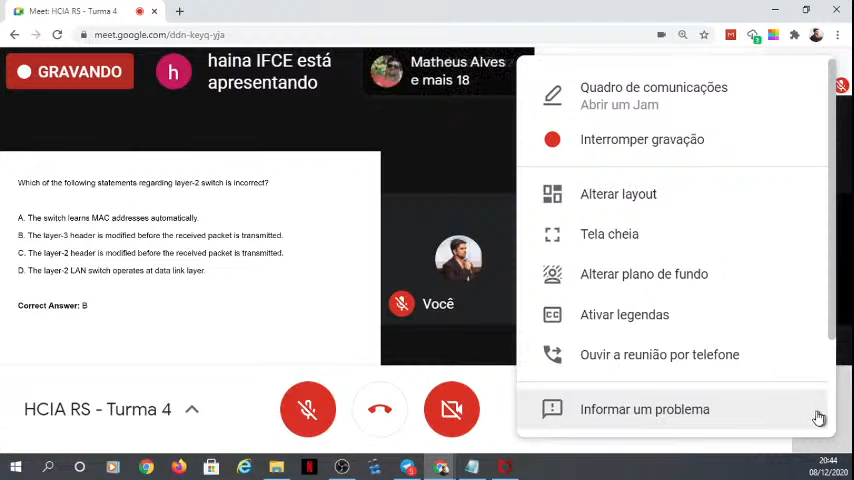 Meet: HCIA RS - Turma 4
meet.google.com/ddn-keyq-yja
GRAVANDO
h
haina IFCE está
apresentando
Matheus Alves
e mais 18
Which of the following statements regarding layer-2 switch is incorrect?
A. The switch learns MAC addresses automatically.
B. The layer-3 header is modified before the received packet is transmitted.
C. The layer-2 header is modified before the received packet is transmitted.
D. The layer-2 LAN switch operates at data link layer.
Correct Answer: B
Você
Quadro de comunicações
Abrir um Jam
Interromper gravação
Alterar layout
Tela cheia
Alterar plano de fundo
CC Ativar legendas
Ouvir a reunião por telefone
Informar um problema
HCIA RS - Turma 4
20:44
08/12/2020